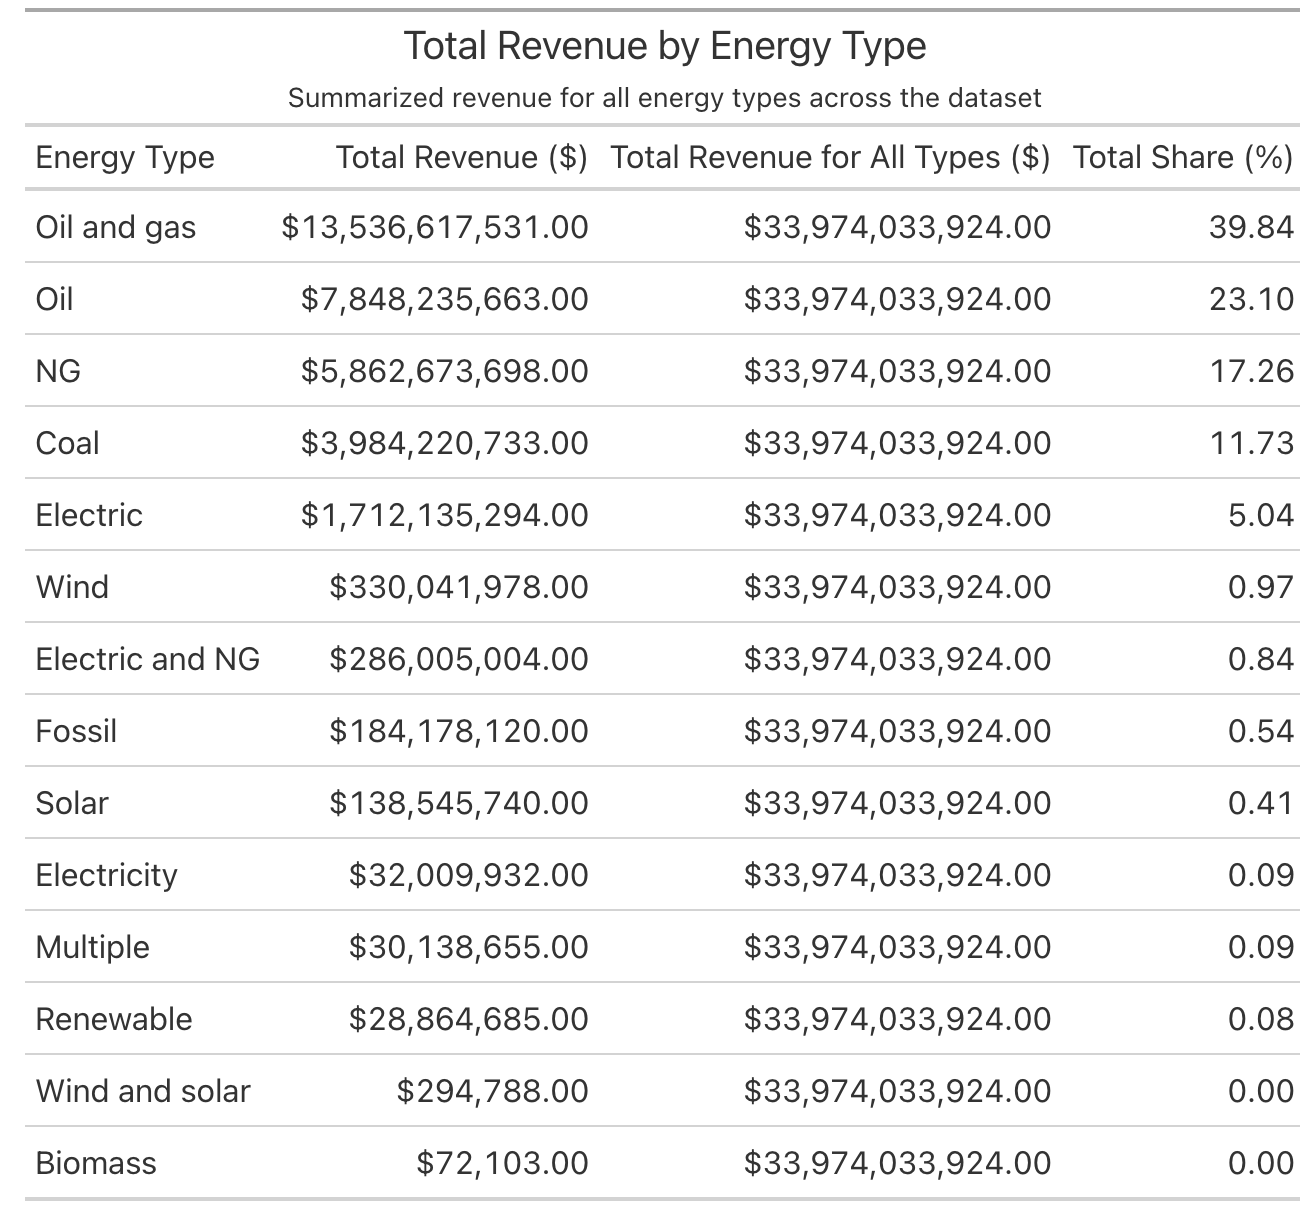 Total Revenue by Energy Type
Summarized revenue for all energy types across the dataset
Energy Type Total Revenue ($) Total Revenue for All Types ($) Total Share (%)
Oil and gas $13,536,617,531.00 $33,974,033,924.00 39.84
Oil $7,848,235,663.00 $33,974,033,924.00 23.10
NG $5,862,673,698.00 $33,974,033,924.00 17.26
Coal $3,984,220,733.00 $33,974,033,924.00 11.73
Electric $1,712,135,294.00 $33,974,033,924.00 5.04
Wind $330,041,978.00 $33,974,033,924.00 0.97
Electric and NG $286,005,004.00 $33,974,033,924.00 0.84
Fossil $184,178,120.00 $33,974,033,924.00 0.54
Solar $138,545,740.00 $33,974,033,924.00 0.41
Electricity $32,009,932.00 $33,974,033,924.00 0.09
Multiple $30,138,655.00 $33,974,033,924.00 0.09
Renewable $28,864,685.00 $33,974,033,924.00 0.08
Wind and solar $294,788.00 $33,974,033,924.00 0.00
Biomass $72,103.00 $33,974,033,924.00 0.00